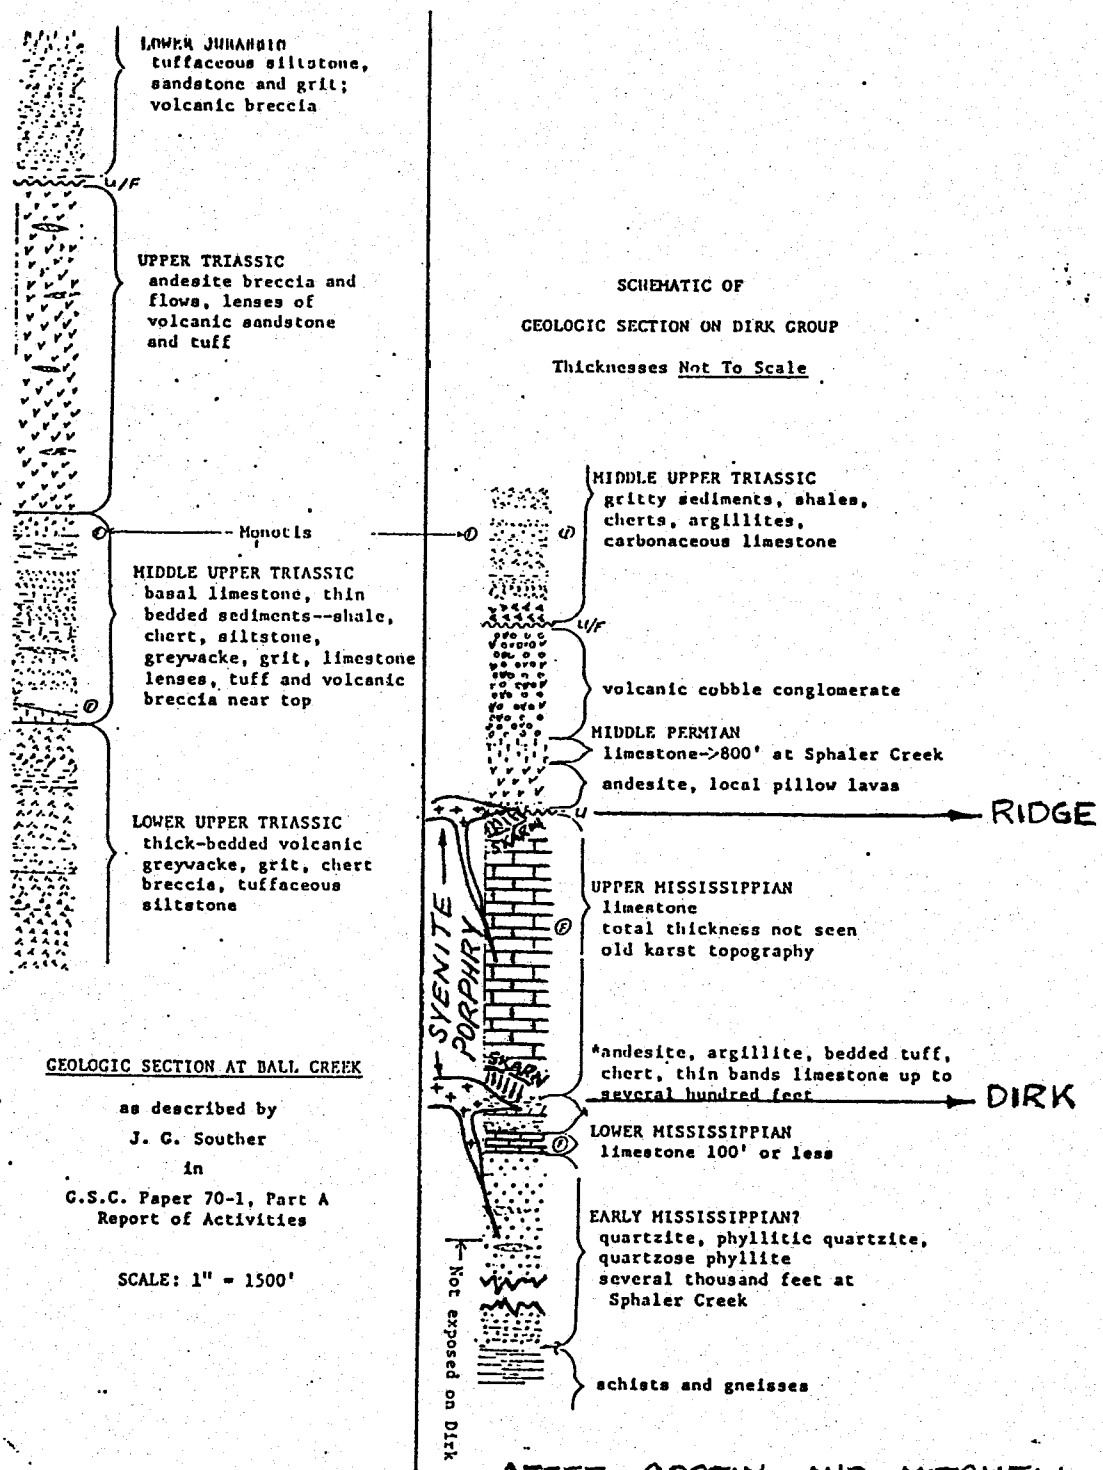 LOWER JURASSIC
tuffaceous siltstone,
sandstone and grit;
volcanic breccia
U/F
UPPER TRIASSIC
andesite breccia and
flows, lenses of
volcanic sandstone
and tuff
F
Monotis
MIDDLE UPPER TRIASSIC
basal limestone, thin
bedded sediments--shale,
chert, siltstone,
greywacke, grit, limestone
lenses, tuff and volcanic
breccia near top
F
LOWER UPPER TRIASSIC
thick-bedded volcanic
greywacke, grit, chert
breccia, tuffaceous
siltstone
GEOLOGIC SECTION AT BALL CREEK
as described by
J. G. Souther
in
G.S.C. Paper 70-1, Part A
Report of Activities
SCALE: 1" = 1500'
SCHEMATIC OF
GEOLOGIC SECTION ON DIRK GROUP
Thicknesses Not To Scale
MIDDLE UPPER TRIASSIC
gritty sediments, shales,
cherts, argillites,
carbonaceous limestone
F
U/F
volcanic cobble conglomerate
MIDDLE PERMIAN
limestone->800' at Sphaler Creek
andesite, local pillow lavas
U
RIDGE
SKARN
UPPER MISSISSIPPIAN
limestone
total thickness not seen
old karst topography
F
SYENITE
PORPHRY
SKARN
*andesite, argillite, bedded tuff,
chert, thin bands limestone up to
several hundred feet
DIRK
LOWER MISSISSIPPIAN
limestone 100' or less
F
EARLY MISSISSIPPIAN?
quartzite, phyllitic quartzite,
quartzose phyllite
several thousand feet at
Sphaler Creek
Not exposed on Dirk
schists and gneisses
AFTER AND MITCHELL